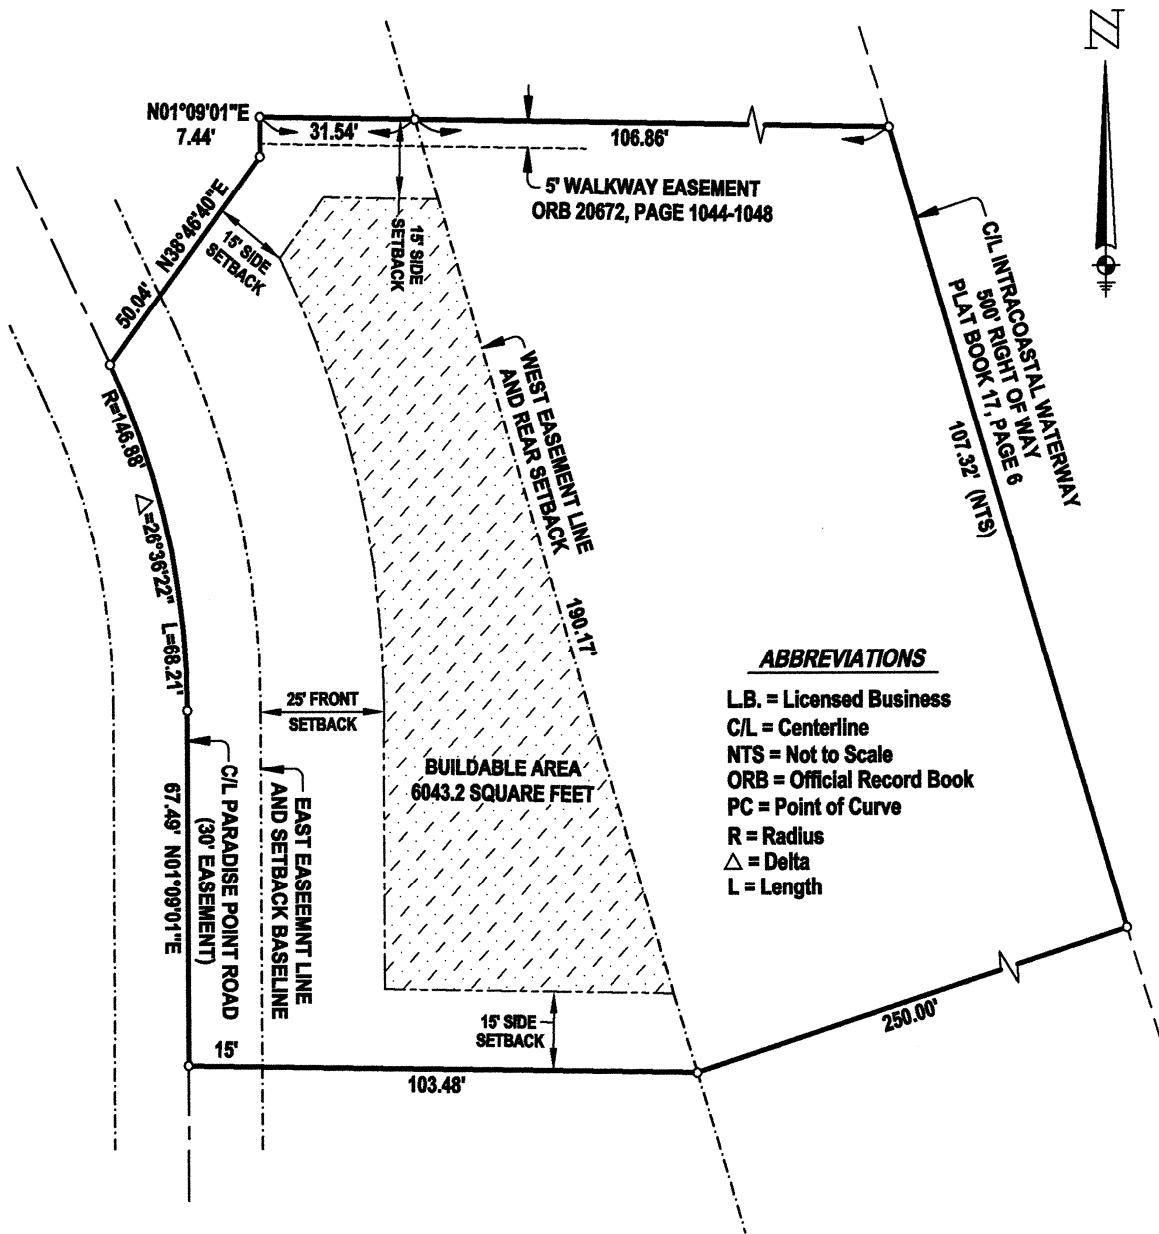 N
N01°09'01"E
7.44'
31.54'
106.86'
5' WALKWAY EASEMENT
ORB 20672, PAGE 1044-1048
N38°46'40"E
50.04'
15' SIDE
SETBACK
15' SIDE
SETBACK
C/L INTRACOASTAL WATERWAY
500' RIGHT OF WAY
PLAT BOOK 17, PAGE 6
107.32' (NTS)
WEST EASEMENT LINE
AND REAR SETBACK
190.17'
R=146.88' △=26°36'22" L=68.21'
25' FRONT
SETBACK
ABBREVIATIONS
L.B. = Licensed Business
C/L = Centerline
NTS = Not to Scale
ORB = Official Record Book
PC = Point of Curve
R = Radius
△ = Delta
L = Length
BUILDABLE AREA
6043.2 SQUARE FEET
C/L PARADISE POINT ROAD
(30' EASEMENT)
67.49' N01°09'01"E
EAST EASEEMNT LINE
AND SETBACK BASELINE
15' SIDE
SETBACK
15'
103.48'
250.00'